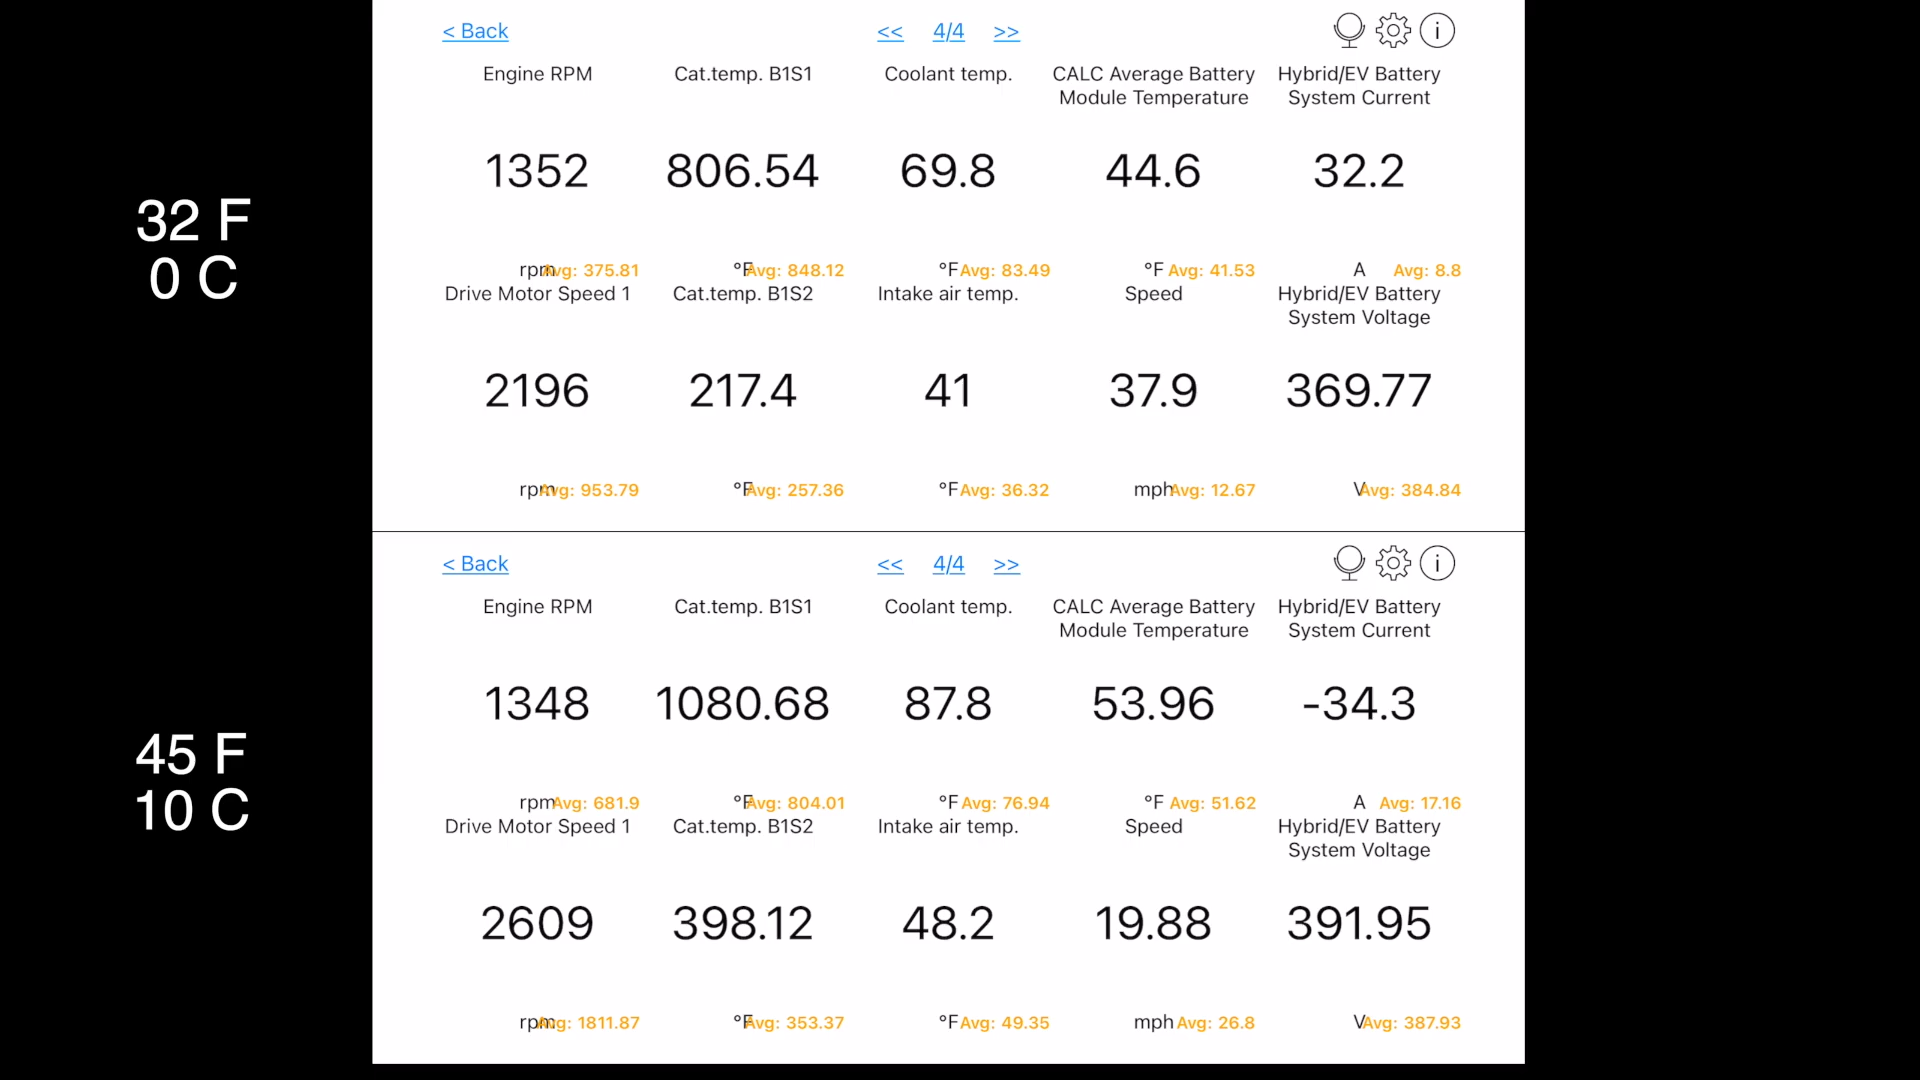 32 F
0 C
< Back << 4/4 >> i
Engine RPM Cat.temp. B1S1 Coolant temp. CALC Average Battery Hybrid/EV Battery
Module Temperature System Current
1352 806.54 69.8 44.6 32.2
rpm Avg: 375.81 °F Avg: 848.12 °F Avg: 83.49 °F Avg: 41.53 A Avg: 8.8
Drive Motor Speed 1 Cat.temp. B1S2 Intake air temp. Speed Hybrid/EV Battery
System Voltage
2196 217.4 41 37.9 369.77
rpm Avg: 953.79 °F Avg: 257.36 °F Avg: 36.32 mph Avg: 12.67 V Avg: 384.84
45 F
10 C
< Back << 4/4 >> i
Engine RPM Cat.temp. B1S1 Coolant temp. CALC Average Battery Hybrid/EV Battery
Module Temperature System Current
1348 1080.68 87.8 53.96 -34.3
rpm Avg: 681.9 °F Avg: 804.01 °F Avg: 76.94 °F Avg: 51.62 A Avg: 17.16
Drive Motor Speed 1 Cat.temp. B1S2 Intake air temp. Speed Hybrid/EV Battery
System Voltage
2609 398.12 48.2 19.88 391.95
rpm Avg: 1811.87 °F Avg: 353.37 °F Avg: 49.35 mph Avg: 26.8 V Avg: 387.93